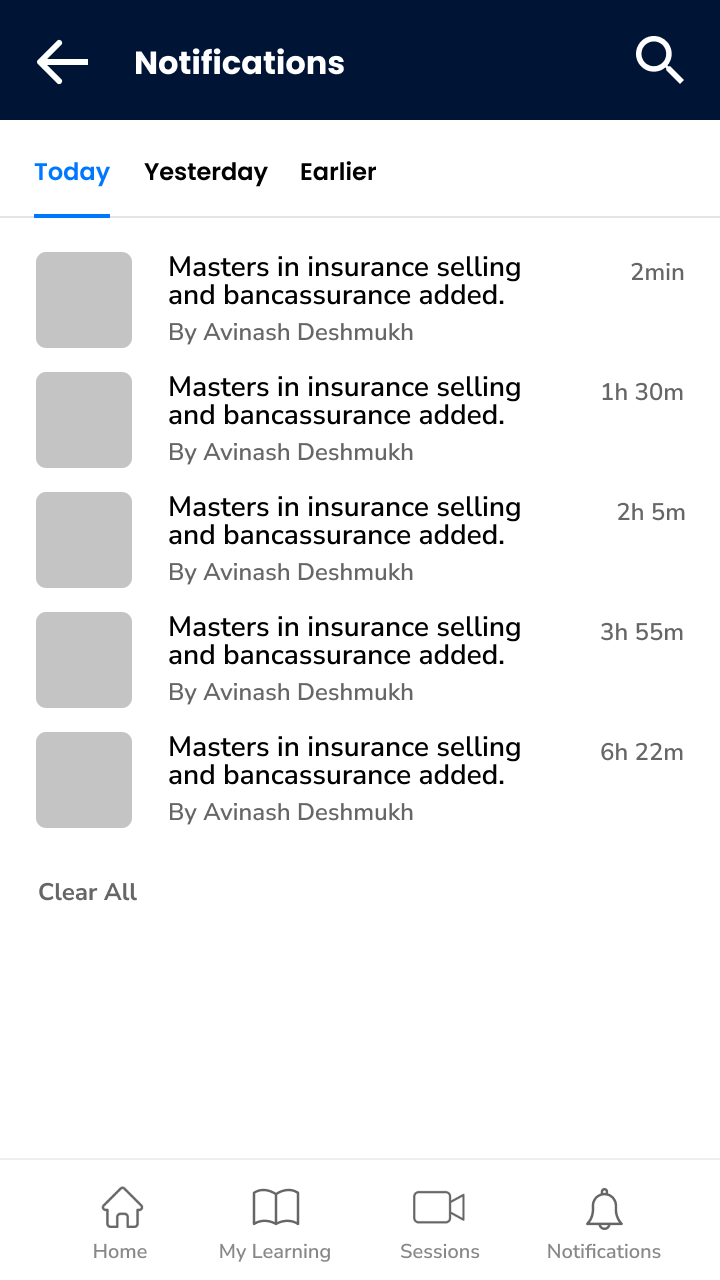 Notifications
Today Yesterday Earlier
Masters in insurance selling 2min
and bancassurance added.
By Avinash Deshmukh
Masters in insurance selling 1h 30m
and bancassurance added.
By Avinash Deshmukh
Masters in insurance selling 2h 5m
and bancassurance added.
By Avinash Deshmukh
Masters in insurance selling 3h 55m
and bancassurance added.
By Avinash Deshmukh
Masters in insurance selling 6h 22m
and bancassurance added.
By Avinash Deshmukh
Clear All
Home My Learning Sessions Notifications